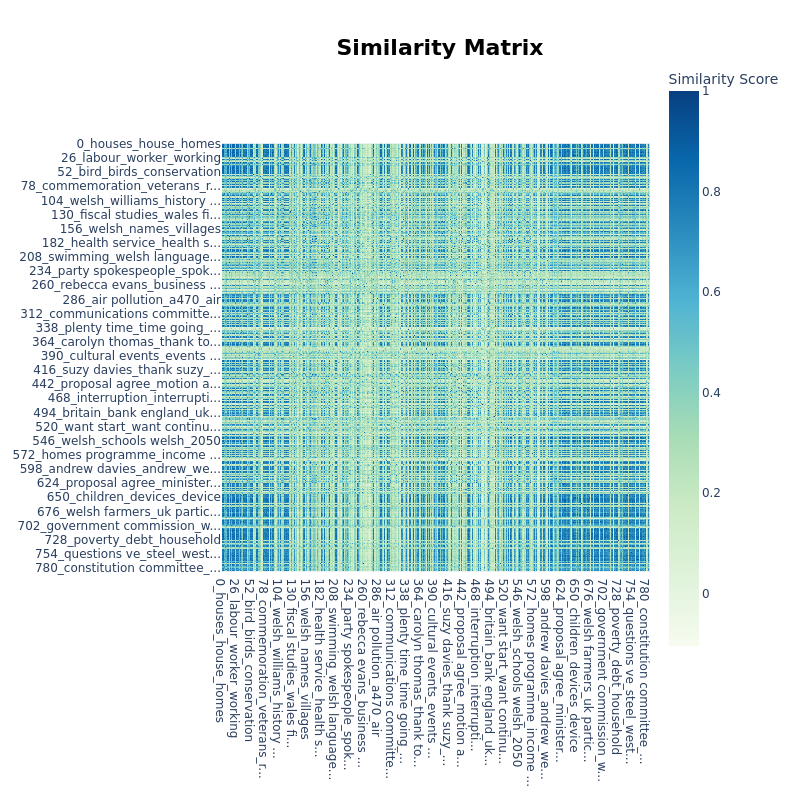 Similarity Matrix
Similarity Score
1
0.8
0.6
0.4
0.2
0
0_houses_house_homes
26_labour_worker_working
52_bird_birds_conservation
78_commemoration_veterans_r...
104_welsh_williams_history ...
130_fiscal studies_wales fi...
156_welsh_names_villages
182_health service_health s...
208_swimming_welsh language...
234_party spokespeople_spok...
260_rebecca evans_business ...
286_air pollution_a470_air
312_communications committe...
338_plenty time_time going_...
364_carolyn thomas_thank to...
390_cultural events_events ...
416_suzy davies_thank suzy_...
442_proposal agree_motion a...
468_interruption_interrupti...
494_britain_bank england_uk...
520_want start_want continu...
546_welsh_schools welsh_2050
572_homes programme_income ...
598_andrew davies_andrew_we...
624_proposal agree_minister...
650_children_devices_device
676_welsh farmers_uk partic...
702_government commission_w...
728_poverty_debt_household
754_questions ve_steel_west...
780_constitution committee_...
0_houses_house_homes
26_labour_worker_working
52_bird_birds_conservation
78_commemoration_veterans_r...
104_welsh_williams_history ...
130_fiscal studies_wales fi...
156_welsh_names_villages
182_health service_health s...
208_swimming_welsh language...
234_party spokespeople_spok...
260_rebecca evans_business ...
286_air pollution_a470_air
312_communications committe...
338_plenty time_time going_...
364_carolyn thomas_thank to...
390_cultural events_events ...
416_suzy davies_thank suzy_...
442_proposal agree_motion a...
468_interruption_interrupti...
494_britain_bank england_uk...
520_want start_want continu...
546_welsh_schools welsh_2050
572_homes programme_income ...
598_andrew davies_andrew_we...
624_proposal agree_minister...
650_children_devices_device
676_welsh farmers_uk partic...
702_government commission_w...
728_poverty_debt_household
754_questions ve_steel_west...
780_constitution committee_...